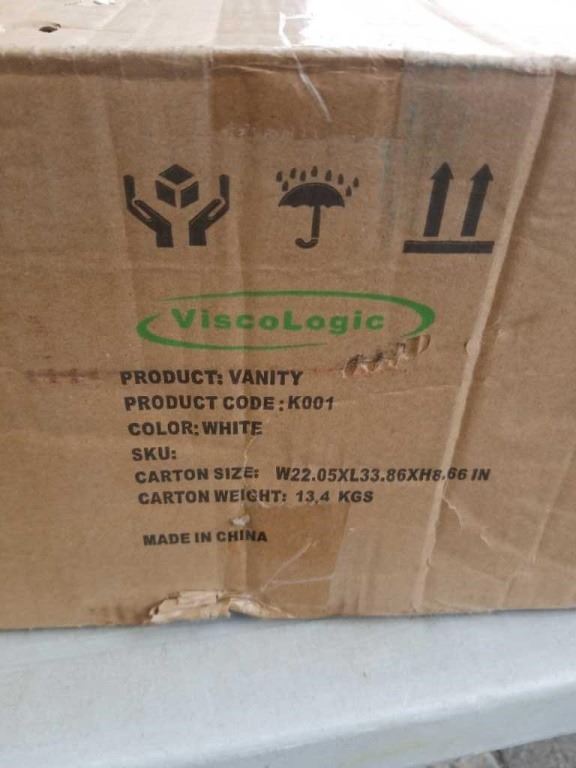 ViscoLogic
PRODUCT: VANITY
PRODUCT CODE: K001
COLOR: WHITE
SKU:
CARTON SIZE: W22.05XL33.86XH8.66 IN
CARTON WEIGHT: 13,4 KGS
MADE IN CHINA